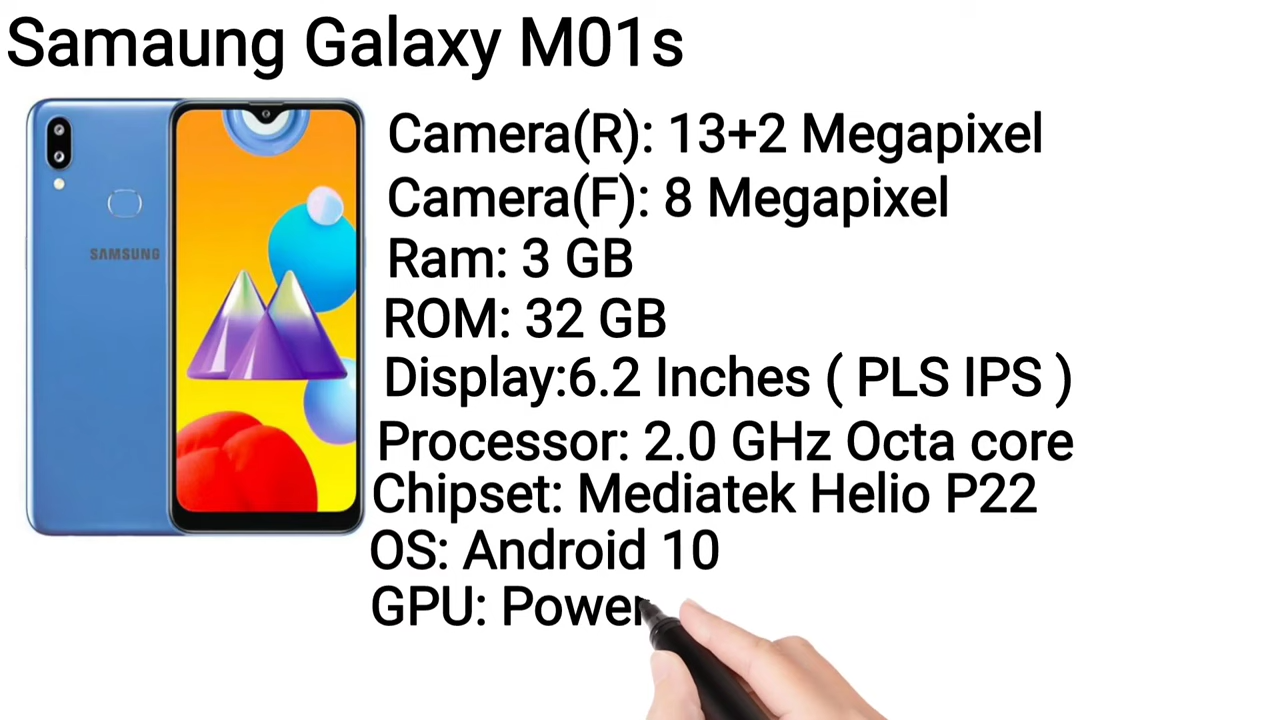 Samaung Galaxy M01s
SAMSUNG
Camera(R): 13+2 Megapixel
Camera(F): 8 Megapixel
Ram: 3 GB
ROM: 32 GB
Display:6.2 Inches ( PLS IPS )
Processor: 2.0 GHz Octa core
Chipset: Mediatek Helio P22
OS: Android 10
GPU: Power